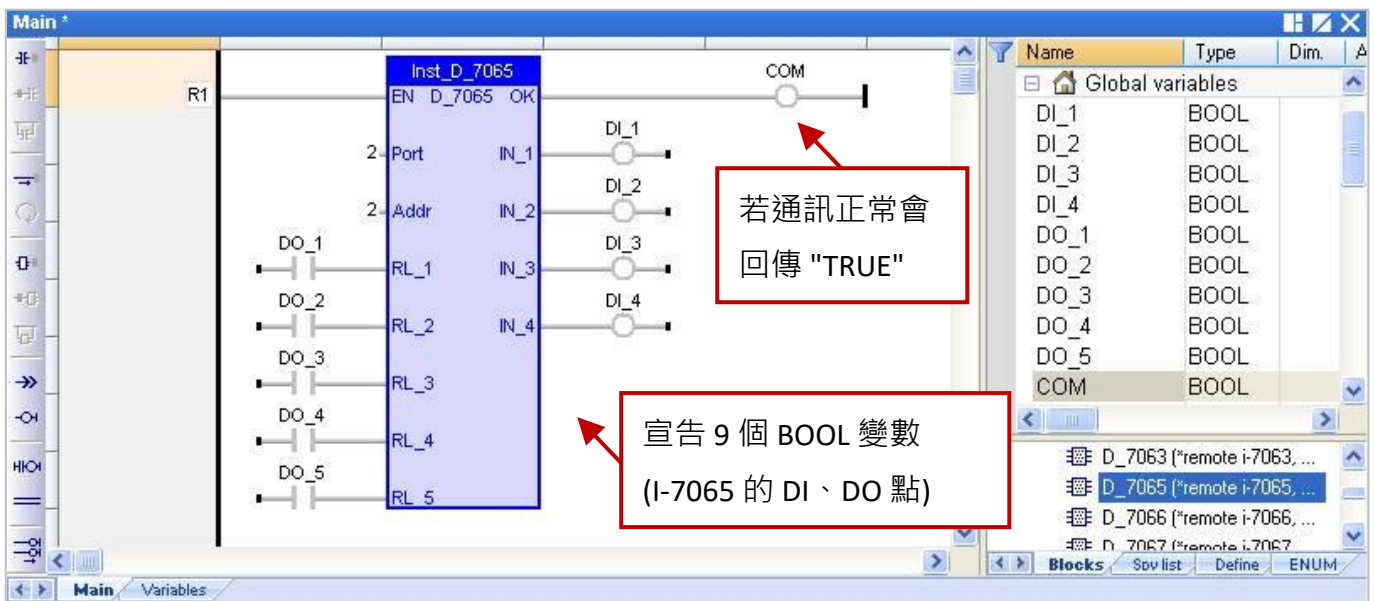 Main *
Name Type Dim. A
Global variables
DI_1 BOOL
DI_2 BOOL
DI_3 BOOL
DI_4 BOOL
DO_1 BOOL
DO_2 BOOL
DO_3 BOOL
DO_4 BOOL
DO_5 BOOL
COM BOOL
R1
Inst_D_7065
EN D_7065 OK
COM
2 Port IN_1 DI_1
2 Addr IN_2 DI_2
DO_1 RL_1 IN_3 DI_3
DO_2 RL_2 IN_4 DI_4
DO_3 RL_3
DO_4 RL_4
DO_5 RL_5
若通訊正常會
回傳 "TRUE"
宣告 9 個 BOOL 變數
(I-7065 的 DI、DO 點)
D_7063 (*remote i-7063, ...
D_7065 (*remote i-7065, ...
D_7066 (*remote i-7066, ...
D_7067 (*remote i-7067
Blocks Spy list Define ENUM
Main Variables